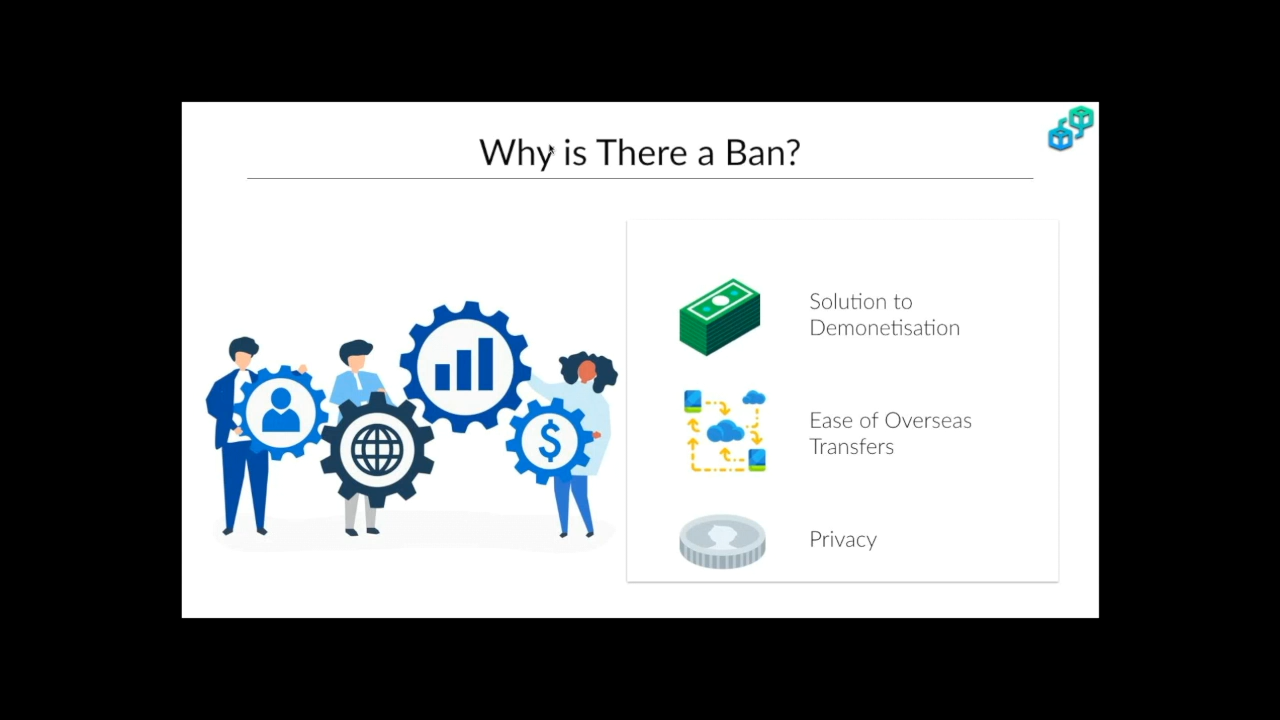 Why is There a Ban?
Solution to
Demonetisation
Ease of Overseas
Transfers
Privacy
$